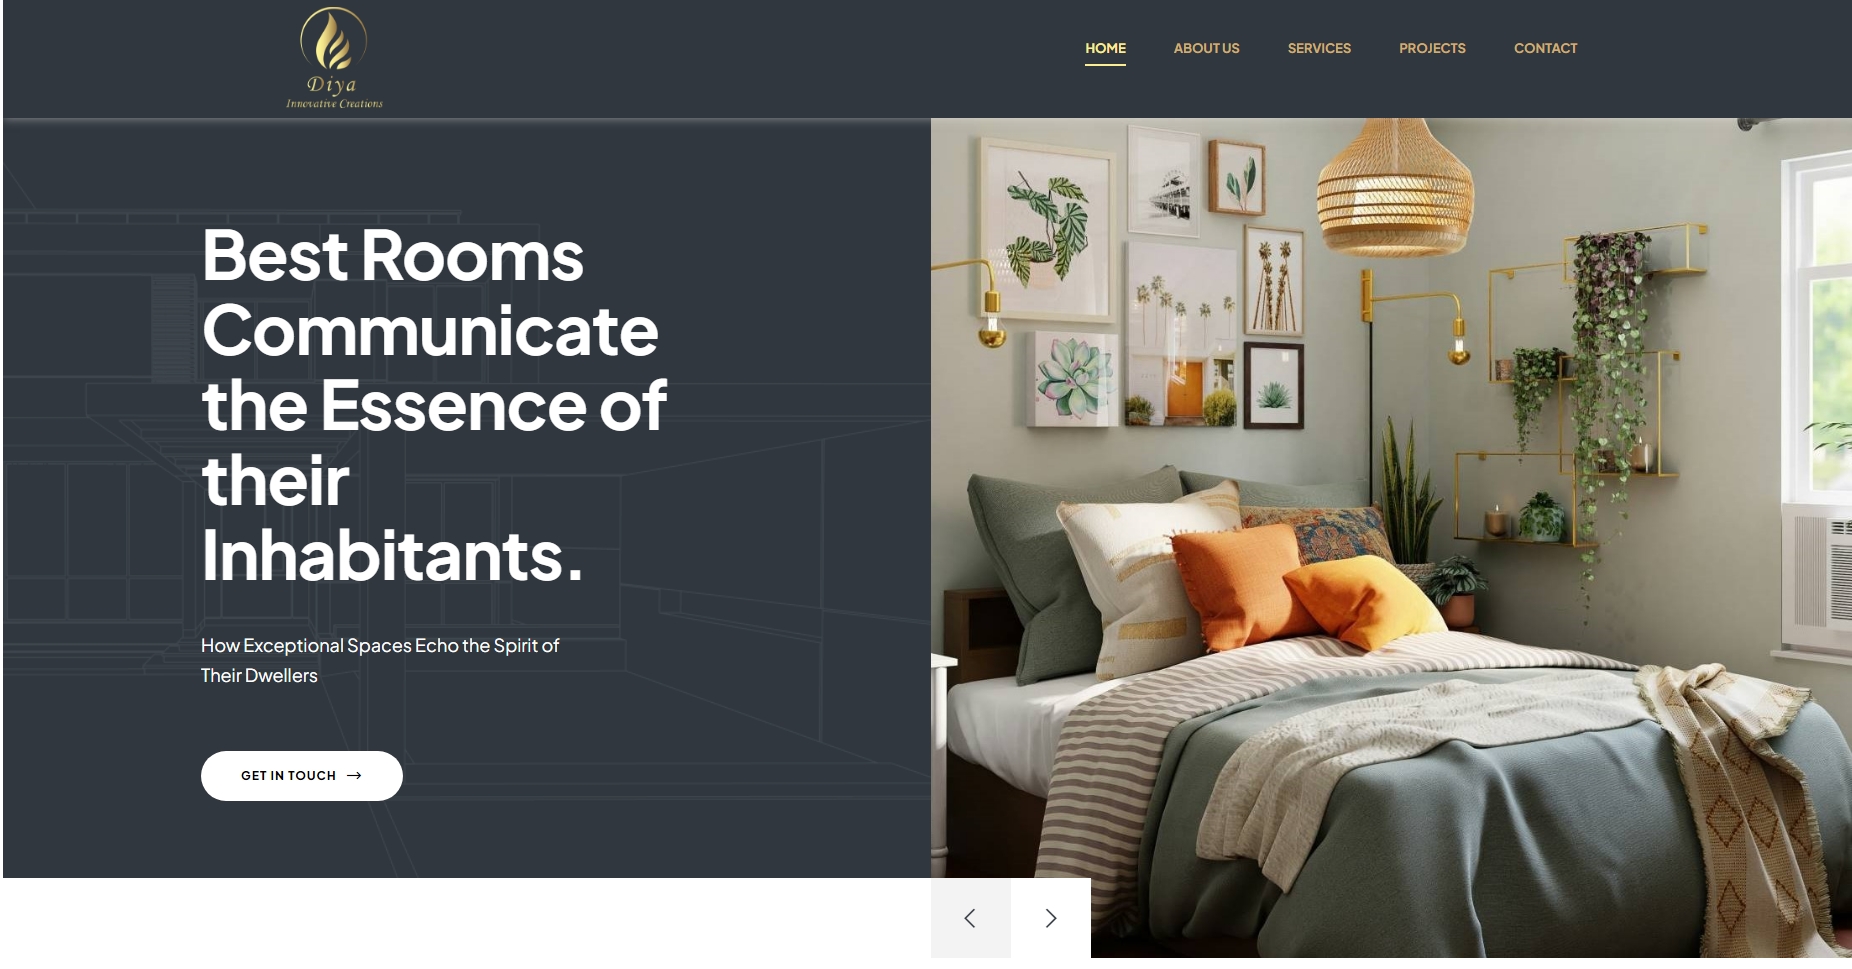 Diya
Innovative Creations
HOME ABOUT US SERVICES PROJECTS CONTACT
Best Rooms
Communicate
the Essence of
their
Inhabitants.
How Exceptional Spaces Echo the Spirit of
Their Dwellers
GET IN TOUCH →